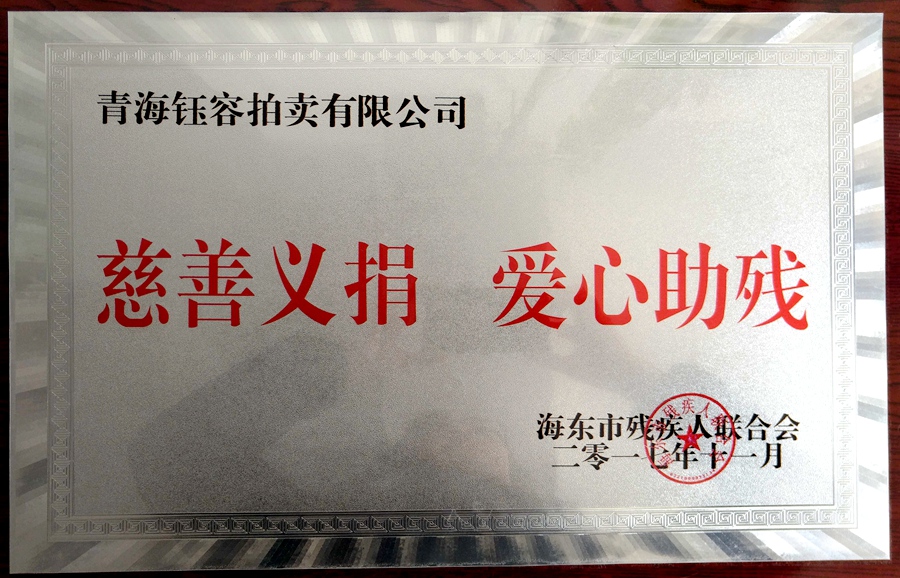 青海钰容拍卖有限公司
慈善义捐 爱心助残
海东市残疾人联合会
二零一七年十一月